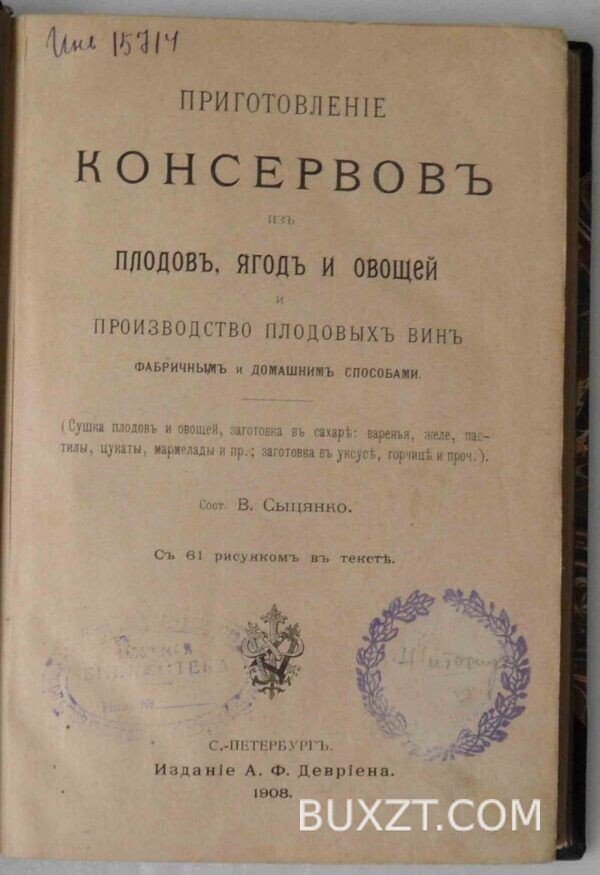 Инв 15714
ПРИГОТОВЛЕНІЕ
КОНСЕРВОВЪ
ИЗЪ
ПЛОДОВЪ, ЯГОДЪ И ОВОЩЕЙ
И
ПРОИЗВОДСТВО ПЛОДОВЫХЪ ВИНЪ
ФАБРИЧНЫМЪ И ДОМАШНИМЪ СПОСОБАМИ.
(Сушка плодовъ и овощей, заготовка въ сахарѣ: варенья, желе, пас-
тилы, цукаты, мармелады и пр.; заготовка въ уксусѣ, горчицѣ и проч.).
Сост. В. Сыцянко.
Съ 61 рисункомъ въ текстѣ.
БИБЛИОТЕКА
С.-ПЕТЕРБУРГЪ.
Изданіе А. Ф. Девріена.
1908.
BUXZT.COM